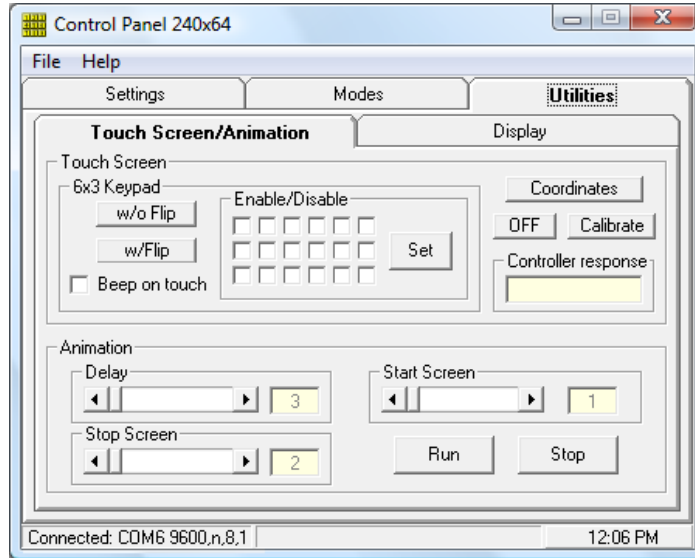 Control Panel 240x64
File Help
Settings Modes Utilities
Touch Screen/Animation Display
Touch Screen
6x3 Keypad
w/o Flip
w/Flip
Beep on touch
Enable/Disable
Set
Coordinates
OFF Calibrate
Controller response
Animation
Delay
3
Start Screen
1
Stop Screen
2
Run Stop
Connected: COM6 9600,n,8,1 12:06 PM